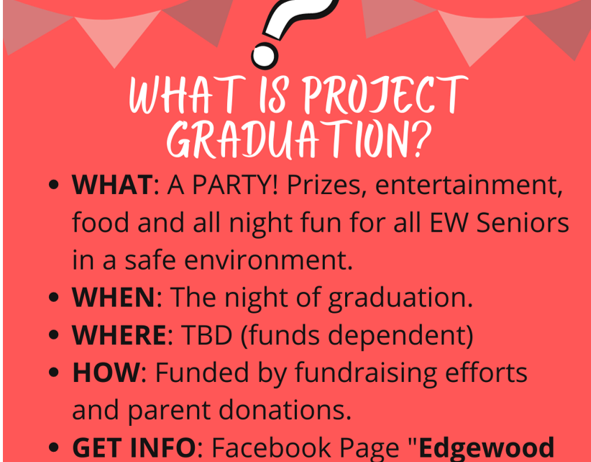 ?
WHAT IS PROJECT
GRADUATION?
• WHAT: A PARTY! Prizes, entertainment,
food and all night fun for all EW Seniors
in a safe environment.
• WHEN: The night of graduation.
• WHERE: TBD (funds dependent)
• HOW: Funded by fundraising efforts
and parent donations.
• GET INFO: Facebook Page "Edgewood